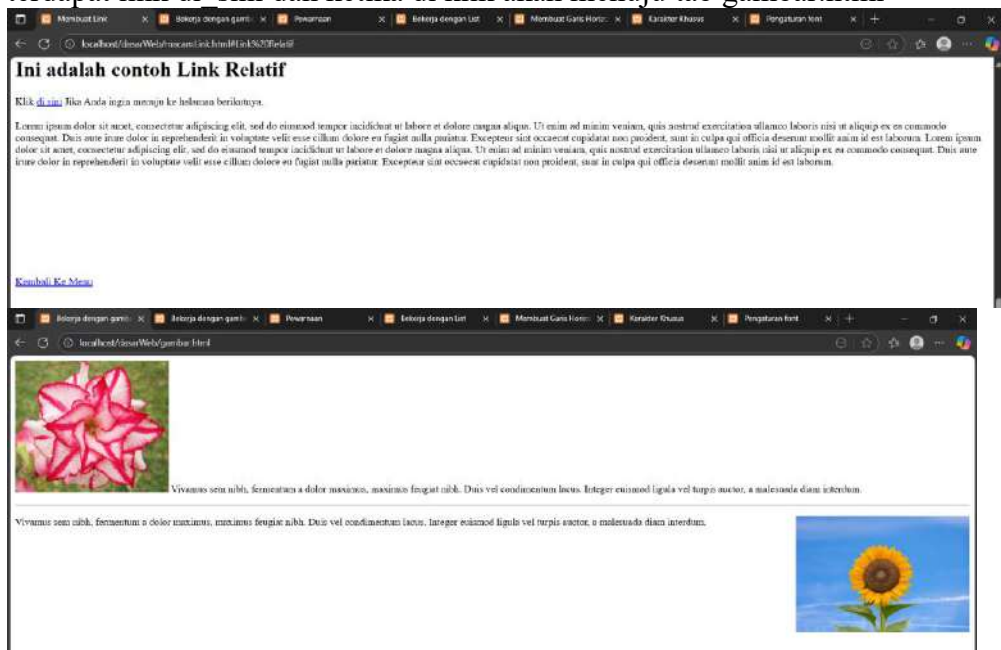 Membuat Link Bekerja dengan gamb Pewarnaan Bekerja dengan List Membuat Garis Horiz Karakter Khusus Pengaturan font
localhost/dasarWeb/macamLink.html#Link%20Relatif
Ini adalah contoh Link Relatif
Klik di sini Jika Anda ingin menuju ke halaman berikutnya.
Lorem ipsum dolor sit amet, consectetur adipiscing elit, sed do eiusmod tempor incididunt ut labore et dolore magna aliqua. Ut enim ad minim veniam, quis nostrud exercitation ullamco laboris nisi ut aliquip ex ea commodo
consequat. Duis aute irure dolor in reprehenderit in voluptate velit esse cillum dolore eu fugiat nulla pariatur. Excepteur sint occaecat cupidatat non proident, sunt in culpa qui officia deserunt mollit anim id est laborum. Lorem ipsum
dolor sit amet, consectetur adipiscing elit, sed do eiusmod tempor incididunt ut labore et dolore magna aliqua. Ut enim ad minim veniam, quis nostrud exercitation ullamco laboris nisi ut aliquip ex ea commodo consequat. Duis aute
irure dolor in reprehenderit in voluptate velit esse cillum dolore eu fugiat nulla pariatur. Excepteur sint occaecat cupidatat non proident, sunt in culpa qui officia deserunt mollit anim id est laborum.
Kembali Ke Menu
Bekerja dengan gamb Bekerja dengan gamb Pewarnaan Bekerja dengan List Membuat Garis Horiz Karakter Khusus Pengaturan font
localhost/dasarWeb/gambar.html
Vivamus sem nibh, fermentum a dolor maximus, maximus feugiat nibh. Duis vel condimentum lacus. Integer euismod ligula vel turpis auctor, a malesuada diam interdum.
Vivamus sem nibh, fermentum a dolor maximus, maximus feugiat nibh. Duis vel condimentum lacus. Integer euismod ligula vel turpis auctor, a malesuada diam interdum.